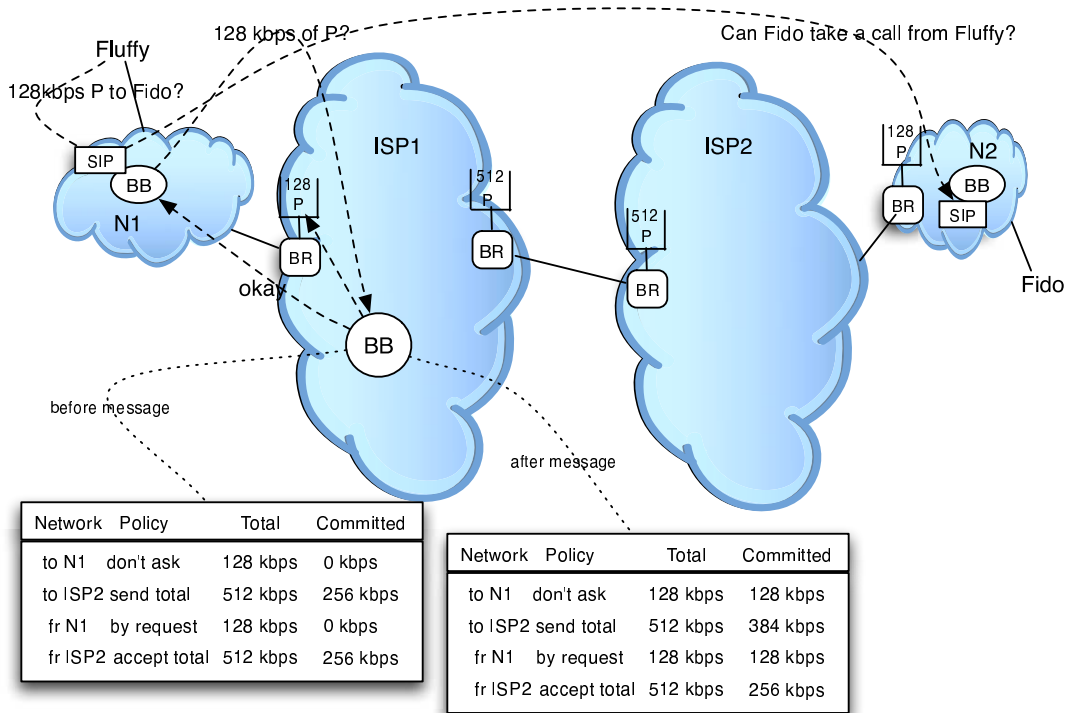 128 kbps of P?
Can Fido take a call from Fluffy?
Fluffy
128kbps P to Fido?
SIP
BB
N1
ISP1
128
P
512
P
BR
BR
okay
BB
ISP2
512
P
BR
128
P
BR
N2
BB
SIP
Fido
before message
after message
Network Policy Total Committed
to N1 don't ask 128 kbps 0 kbps
to ISP2 send total 512 kbps 256 kbps
fr N1 by request 128 kbps 0 kbps
fr ISP2 accept total 512 kbps 256 kbps
Network Policy Total Committed
to N1 don't ask 128 kbps 128 kbps
to ISP2 send total 512 kbps 384 kbps
fr N1 by request 128 kbps 128 kbps
fr ISP2 accept total 512 kbps 256 kbps